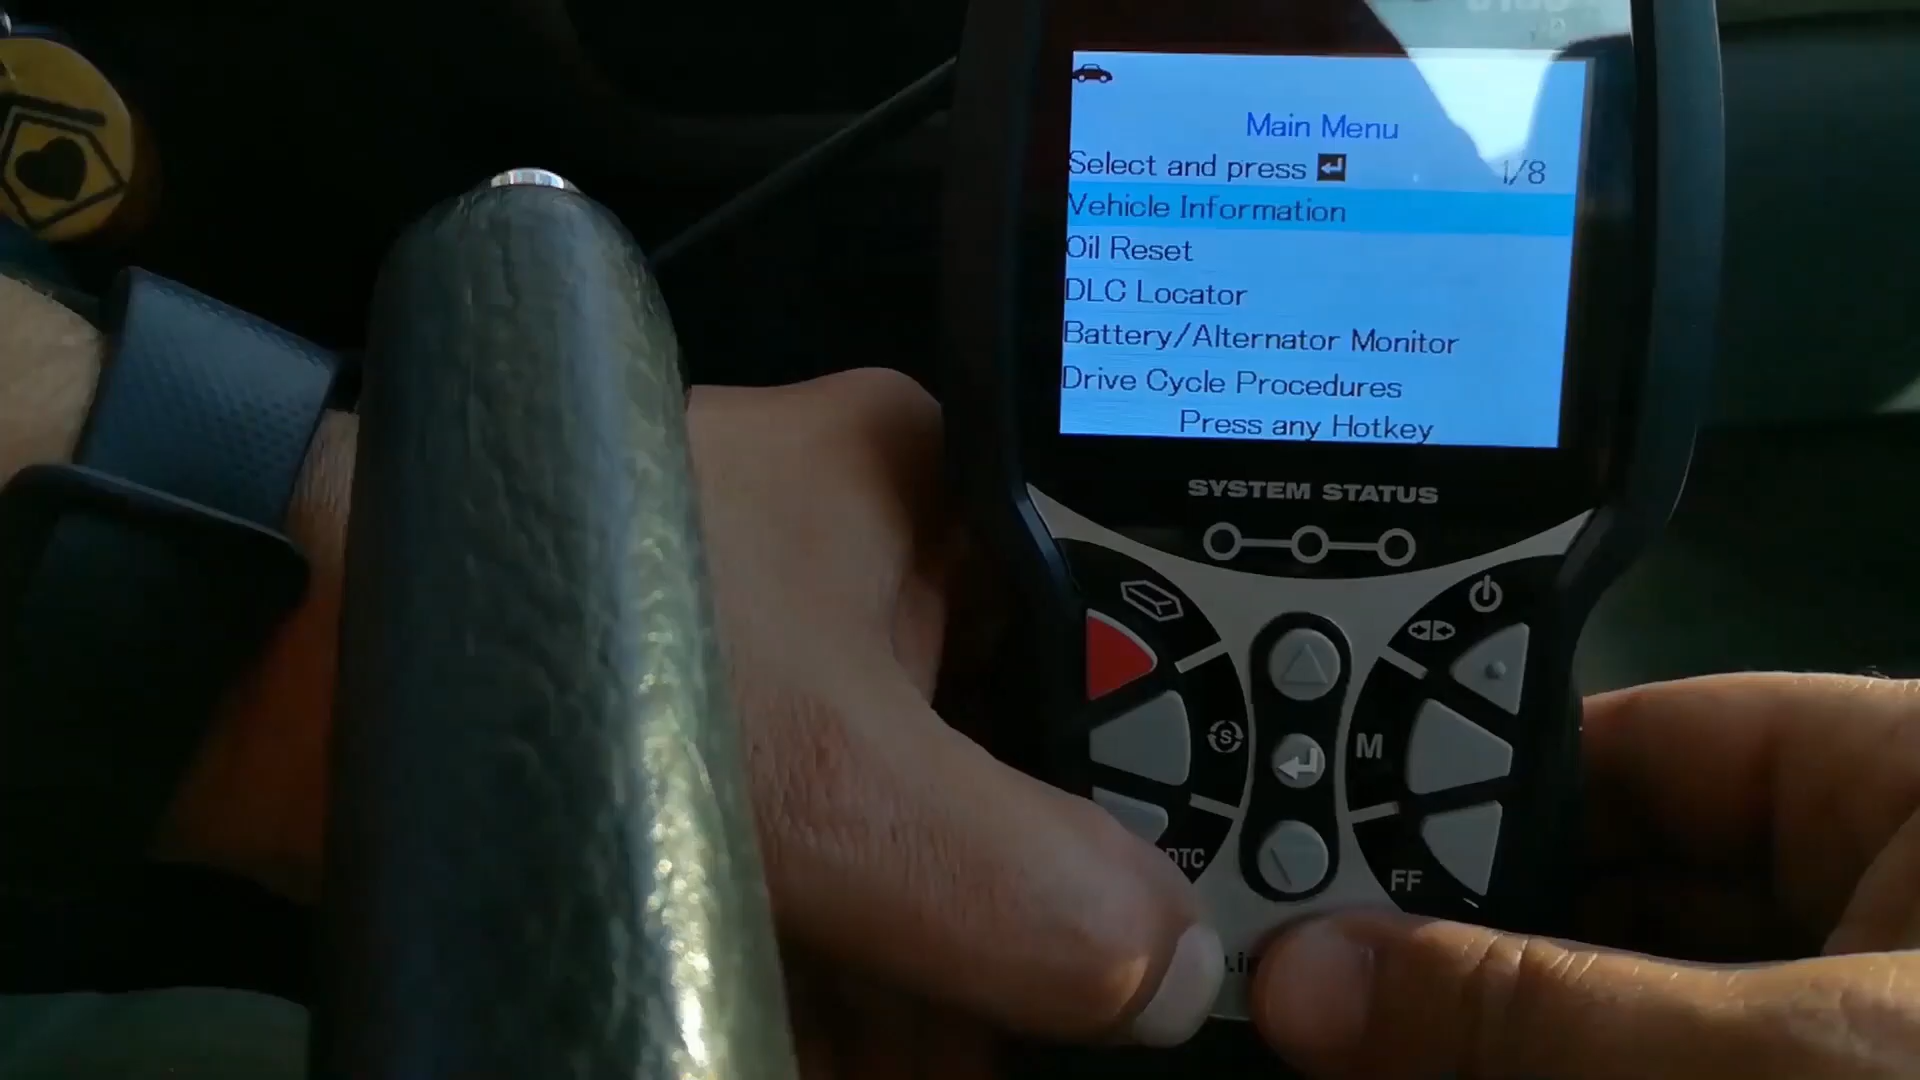 Main Menu
Select and press
1/8
Vehicle Information
Oil Reset
DLC Locator
Battery/Alternator Monitor
Drive Cycle Procedures
Press any Hotkey
SYSTEM STATUS
S
M
DTC
FF